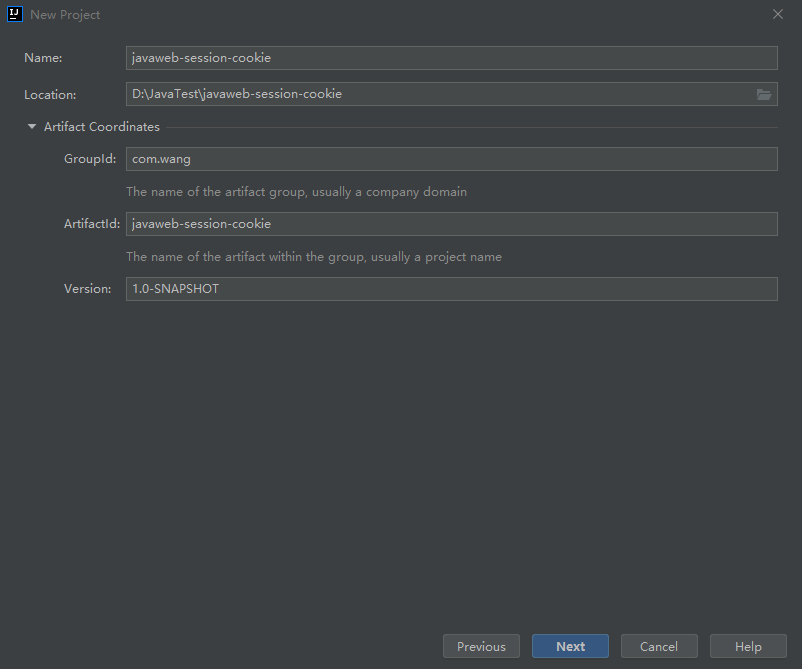 IJ New Project
Name: javaweb-session-cookie
Location: D:\JavaTest\javaweb-session-cookie
Artifact Coordinates
GroupId: com.wang
The name of the artifact group, usually a company domain
ArtifactId: javaweb-session-cookie
The name of the artifact within the group, usually a project name
Version: 1.0-SNAPSHOT
Previous Next Cancel Help